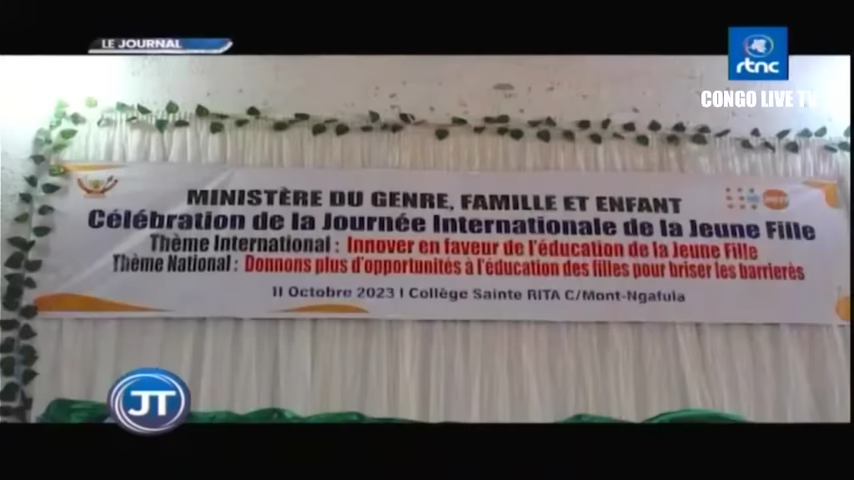 LE JOURNAL
rtnc
CONGO LIVE TV
MINISTÈRE DU GENRE, FAMILLE ET ENFANT
Célébration de la Journée Internationale de la Jeune Fille
Thème International : Innover en faveur de l'éducation de la Jeune Fille
Thème National : Donnons plus d'opportunités à l'éducation des filles pour briser les barrierès
11 Octobre 2023 | Collège Sainte RITA C/Mont-Ngafula
JT